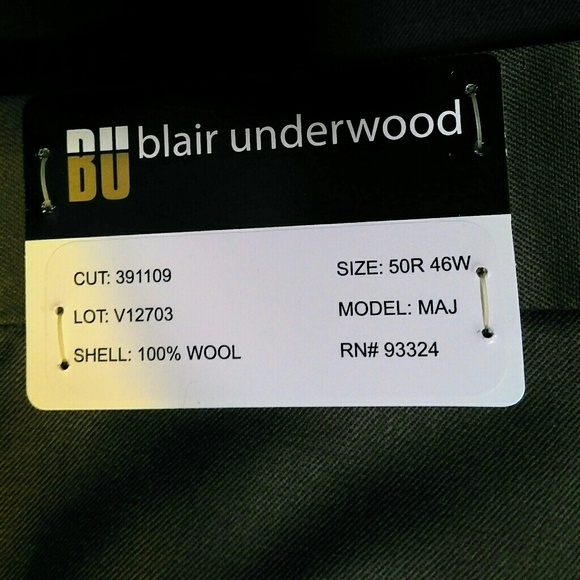 BU blair underwood
CUT: 391109
LOT: V12703
SHELL: 100% WOOL
SIZE: 50R 46W
MODEL: MAJ
RN# 93324